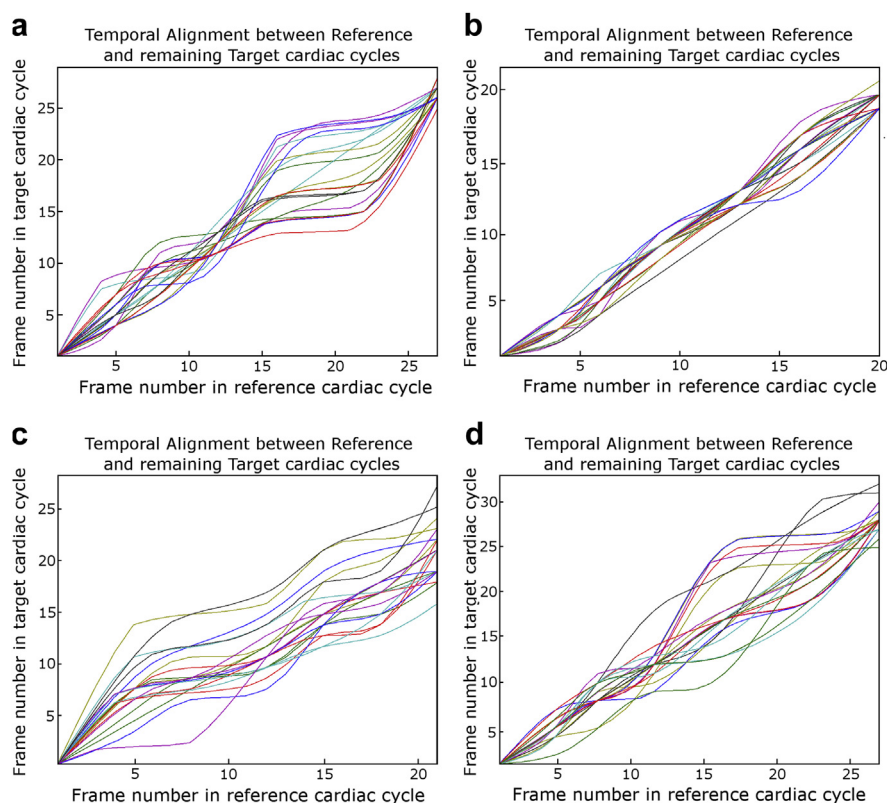 a
Temporal Alignment between Reference
and remaining Target cardiac cycles
Frame number in target cardiac cycle
25
20
15
10
5
5 10 15 20 25
Frame number in reference cardiac cycle
b
Temporal Alignment between Reference
and remaining Target cardiac cycles
Frame number in target cardiac cycle
20
15
10
5
5 10 15 20
Frame number in reference cardiac cycle
c
Temporal Alignment between Reference
and remaining Target cardiac cycles
Frame number in target cardiac cycle
25
20
15
10
5
5 10 15 20
Frame number in reference cardiac cycle
d
Temporal Alignment between Reference
and remaining Target cardiac cycles
Frame number in target cardiac cycle
30
25
20
15
10
5
5 10 15 20 25
Frame number in reference cardiac cycle